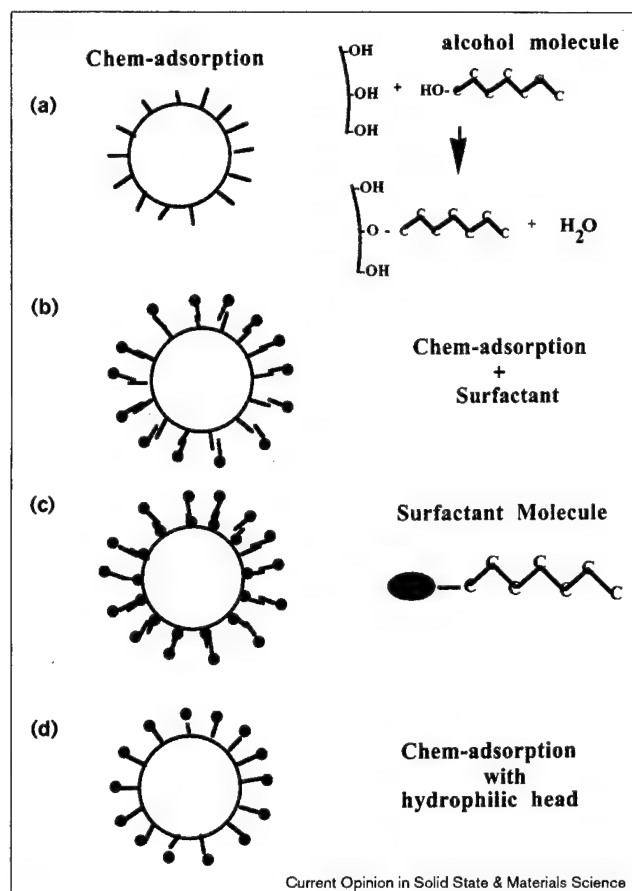 Chem-adsorption
alcohol molecule
(a)
OH
OH + HO- C C C C C C C
OH
OH
O - C C C C C C C + H2O
OH
(b)
Chem-adsorption
+
Surfactant
(c)
Surfactant Molecule
C C C C C C C
(d)
Chem-adsorption
with
hydrophilic head
Current Opinion in Solid State & Materials Science